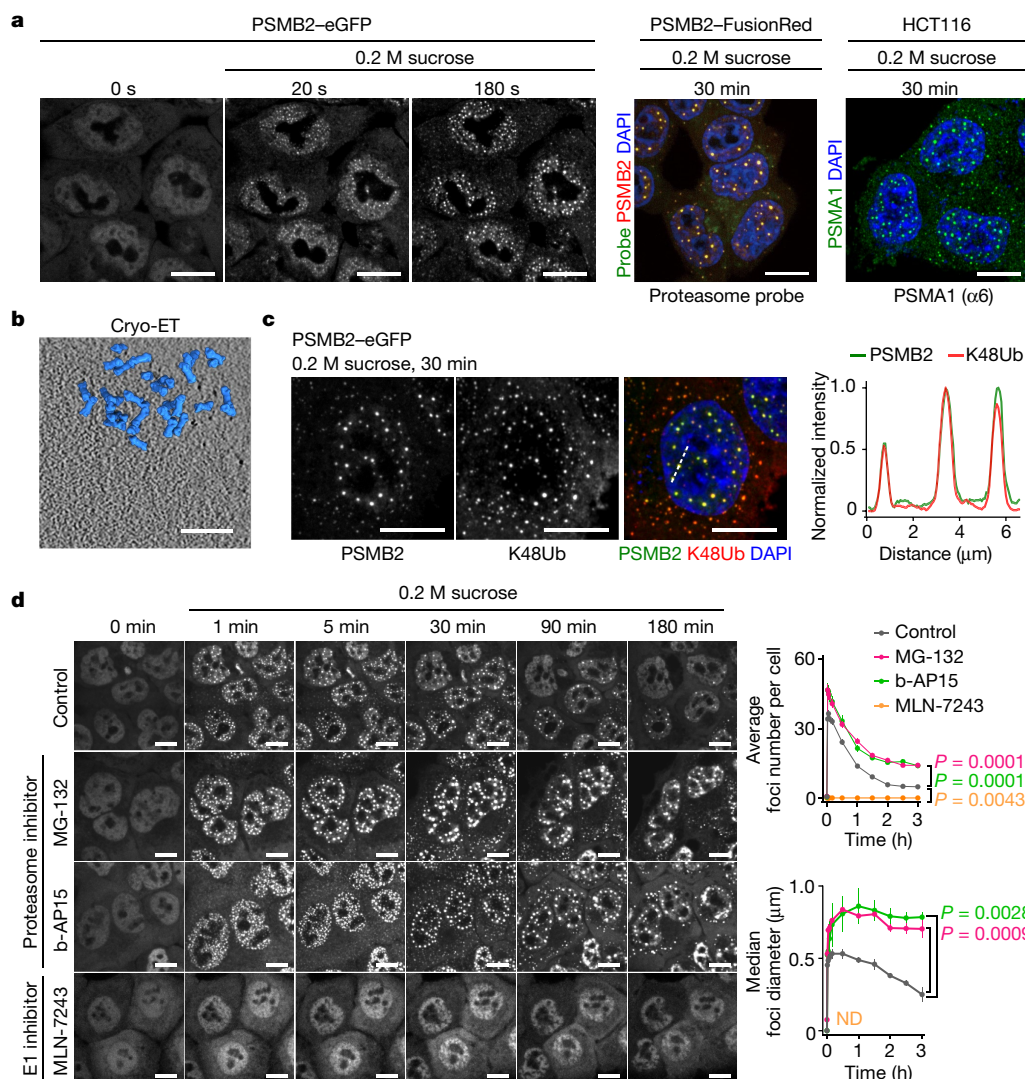 a
PSMB2–eGFP
PSMB2–FusionRed
HCT116
0.2 M sucrose
0.2 M sucrose
0.2 M sucrose
0 s
20 s
180 s
30 min
30 min
Probe PSMB2 DAPI
PSMA1 DAPI
Proteasome probe
PSMA1 (α6)
b
Cryo-ET
c
PSMB2–eGFP
0.2 M sucrose, 30 min
PSMB2
K48Ub
PSMB2 K48Ub DAPI
PSMB2
K48Ub
Normalized intensity
1.0
0.5
0
0
2
4
6
Distance (μm)
d
0.2 M sucrose
0 min
1 min
5 min
30 min
90 min
180 min
Control
Proteasome inhibitor
MG-132
b-AP15
E1 inhibitor
MLN-7243
Control
MG-132
b-AP15
MLN-7243
Average
foci number per cell
60
30
0
P = 0.0001
P = 0.0001
P = 0.0043
0
1
2
3
Time (h)
Median
foci diameter (μm)
1.0
0.5
0
P = 0.0028
P = 0.0009
ND
0
1
2
3
Time (h)